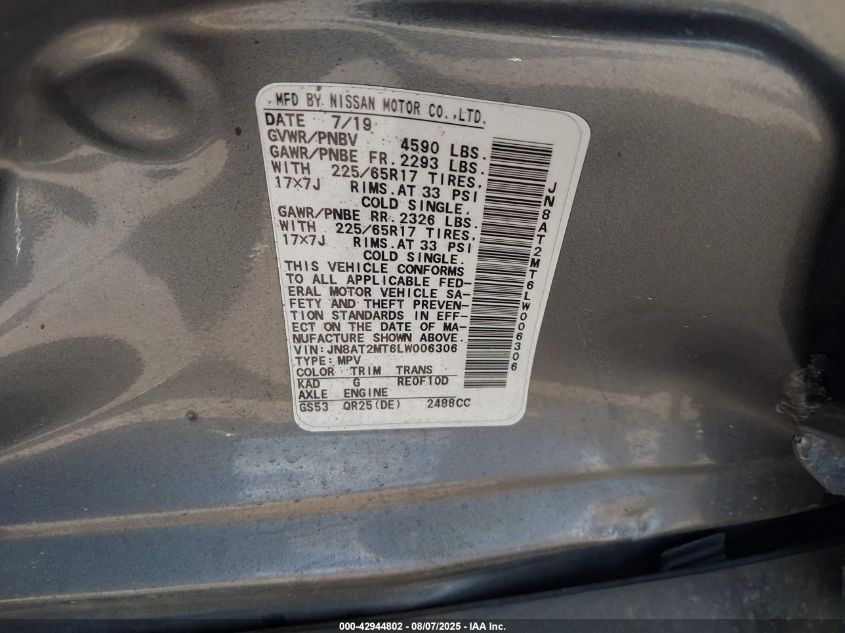 MFD BY NISSAN MOTOR CO.,LTD.
DATE 7/19
GVWR/PNBV 4590 LBS.
GAWR/PNBE FR. 2293 LBS.
WITH 225/65R17 TIRES,
17X7J RIMS.AT 33 PSI
COLD SINGLE.
GAWR/PNBE RR. 2326 LBS.
WITH 225/65R17 TIRES,
17X7J RIMS.AT 33 PSI
COLD SINGLE.
THIS VEHICLE CONFORMS
TO ALL APPLICABLE FED-
ERAL MOTOR VEHICLE SA-
FETY AND THEFT PREVEN-
TION STANDARDS IN EFF-
ECT ON THE DATE OF MA-
NUFACTURE SHOWN ABOVE.
VIN: JN8AT2MT6LW006306
TYPE: MPV
COLOR TRIM TRANS
KAD G RE0F10D
AXLE ENGINE
GS53 QR25(DE) 2488CC
JN8AT2MT6LW006306
000-42944802 - 08/07/2025 - IAA Inc.